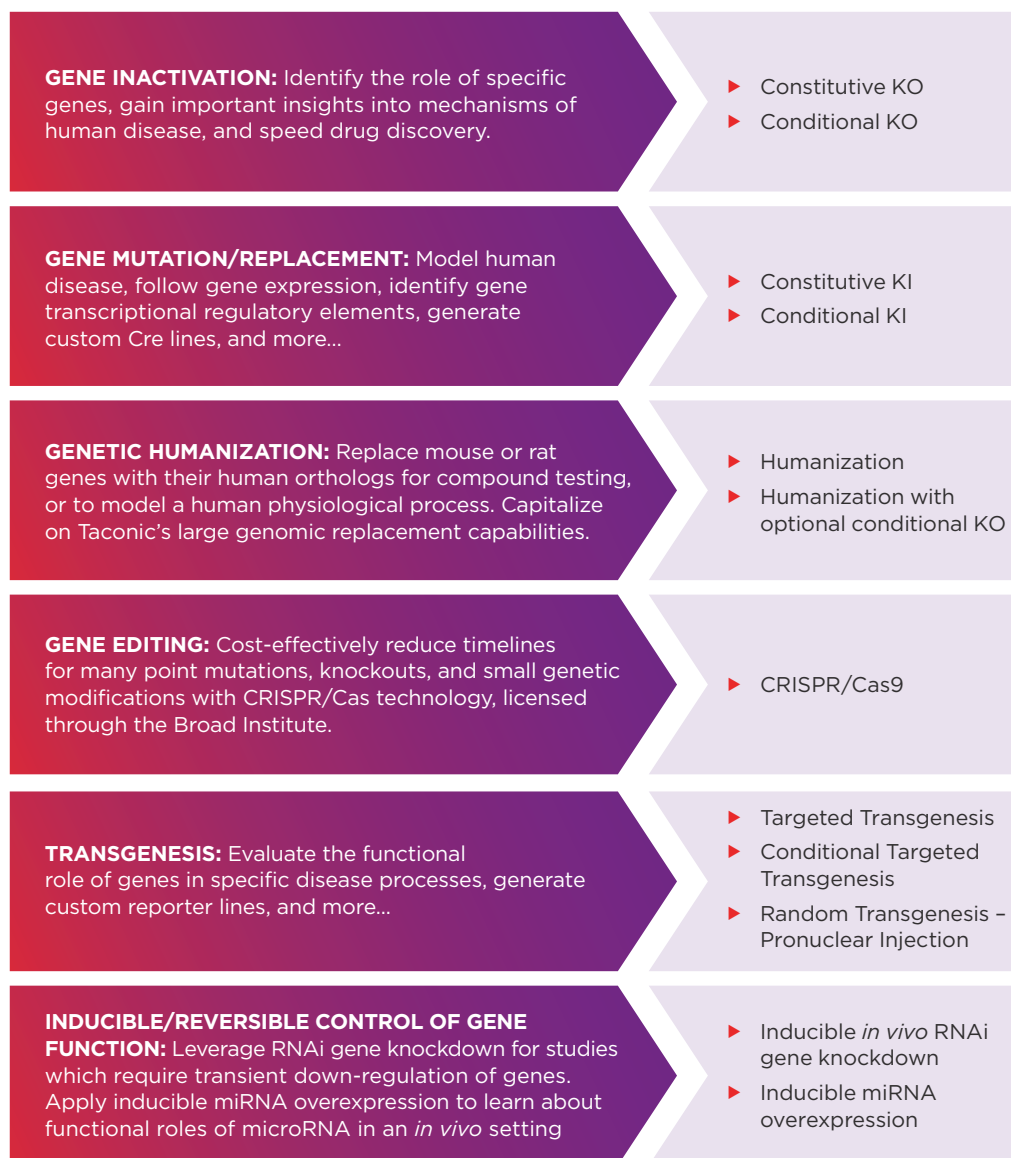 GENE INACTIVATION: Identify the role of specific
genes, gain important insights into mechanisms of
human disease, and speed drug discovery.
Constitutive KO
Conditional KO
GENE MUTATION/REPLACEMENT: Model human
disease, follow gene expression, identify gene
transcriptional regulatory elements, generate
custom Cre lines, and more...
Constitutive KI
Conditional KI
GENETIC HUMANIZATION: Replace mouse or rat
genes with their human orthologs for compound testing,
or to model a human physiological process. Capitalize
on Taconic's large genomic replacement capabilities.
Humanization
Humanization with
optional conditional KO
GENE EDITING: Cost-effectively reduce timelines
for many point mutations, knockouts, and small genetic
modifications with CRISPR/Cas technology, licensed
through the Broad Institute.
CRISPR/Cas9
TRANSGENESIS: Evaluate the functional
role of genes in specific disease processes, generate
custom reporter lines, and more...
Targeted Transgenesis
Conditional Targeted
Transgenesis
Random Transgenesis –
Pronuclear Injection
INDUCIBLE/REVERSIBLE CONTROL OF GENE
FUNCTION: Leverage RNAi gene knockdown for studies
which require transient down-regulation of genes.
Apply inducible miRNA overexpression to learn about
functional roles of microRNA in an in vivo setting
Inducible in vivo RNAi
gene knockdown
Inducible miRNA
overexpression